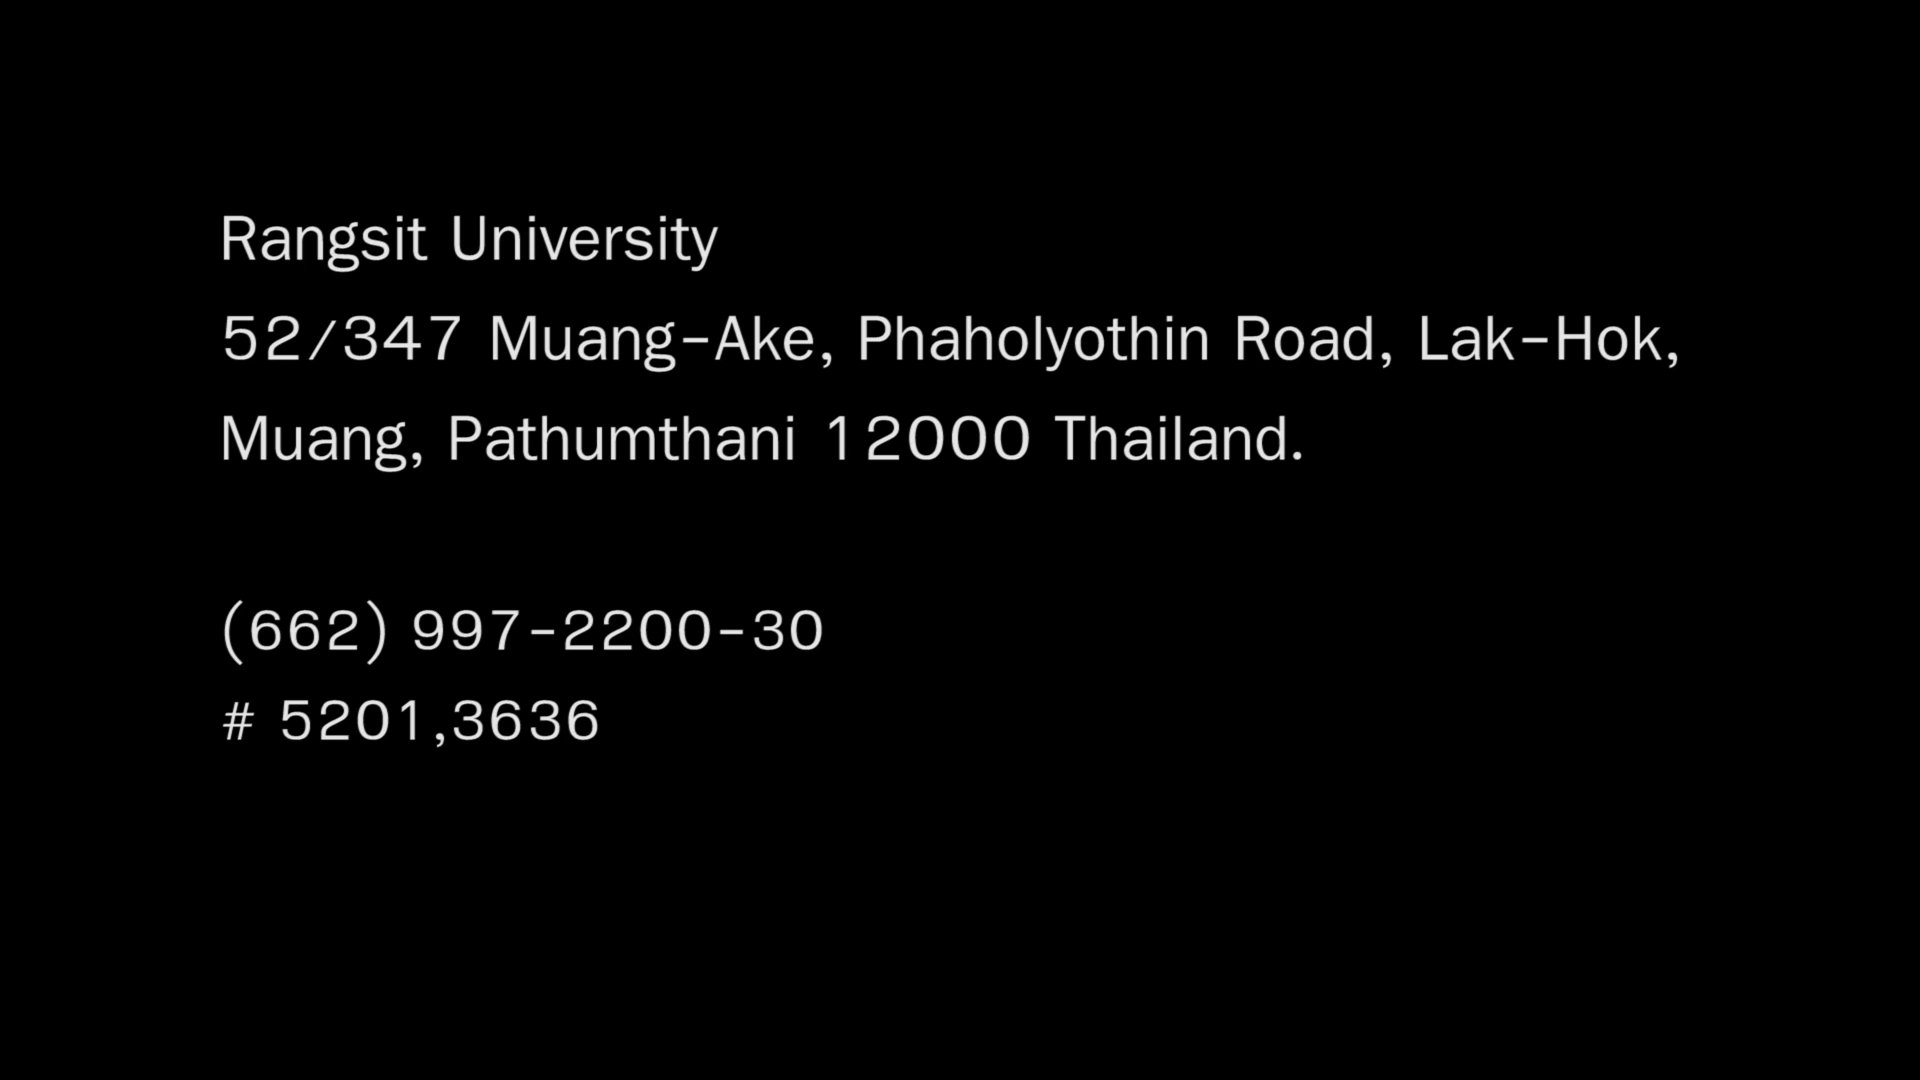 Rangsit University
52/347 Muang-Ake, Phaholyothin Road, Lak-Hok,
Muang, Pathumthani 12000 Thailand.
(662) 997-2200-30
# 5201,3636